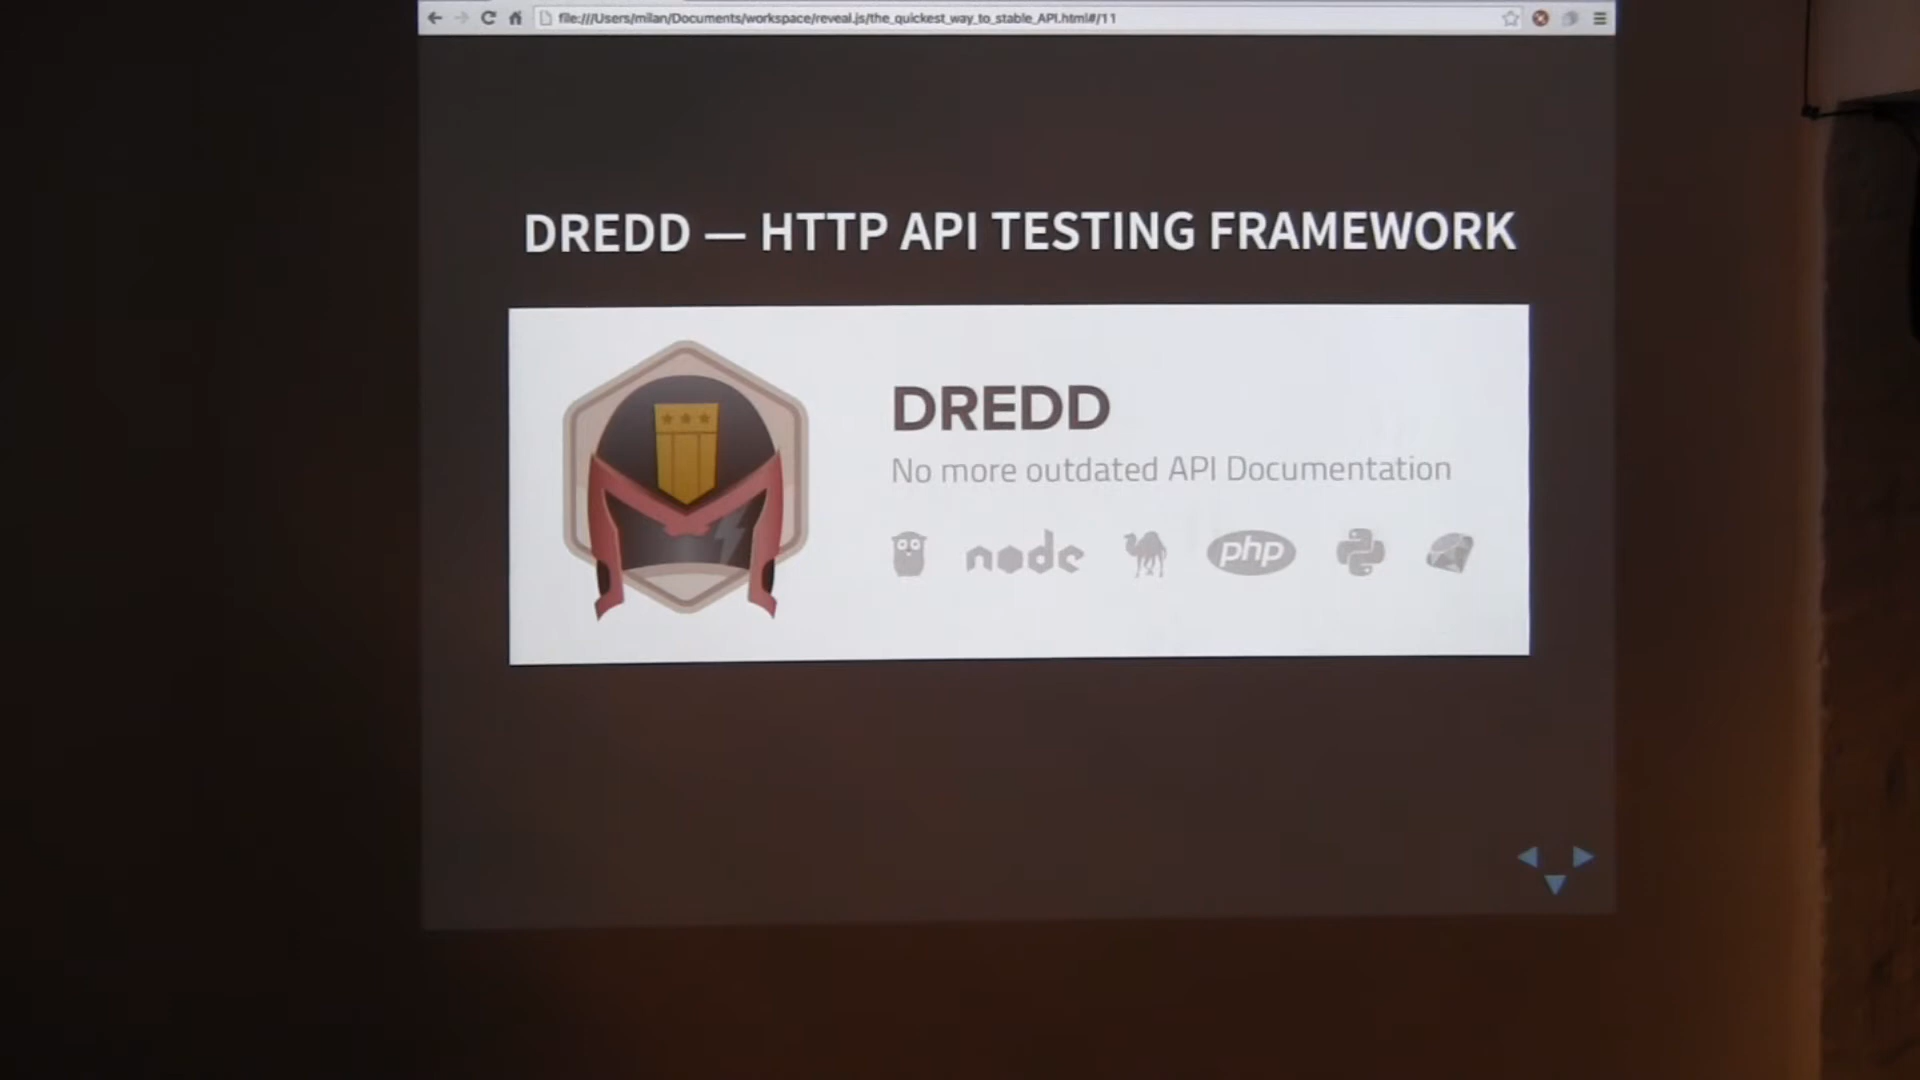 file:///Users/milan/Documents/workspace/reveal.js/the_quickest_way_to_stable_API.html#/11
DREDD — HTTP API TESTING FRAMEWORK
DREDD
No more outdated API Documentation
node php